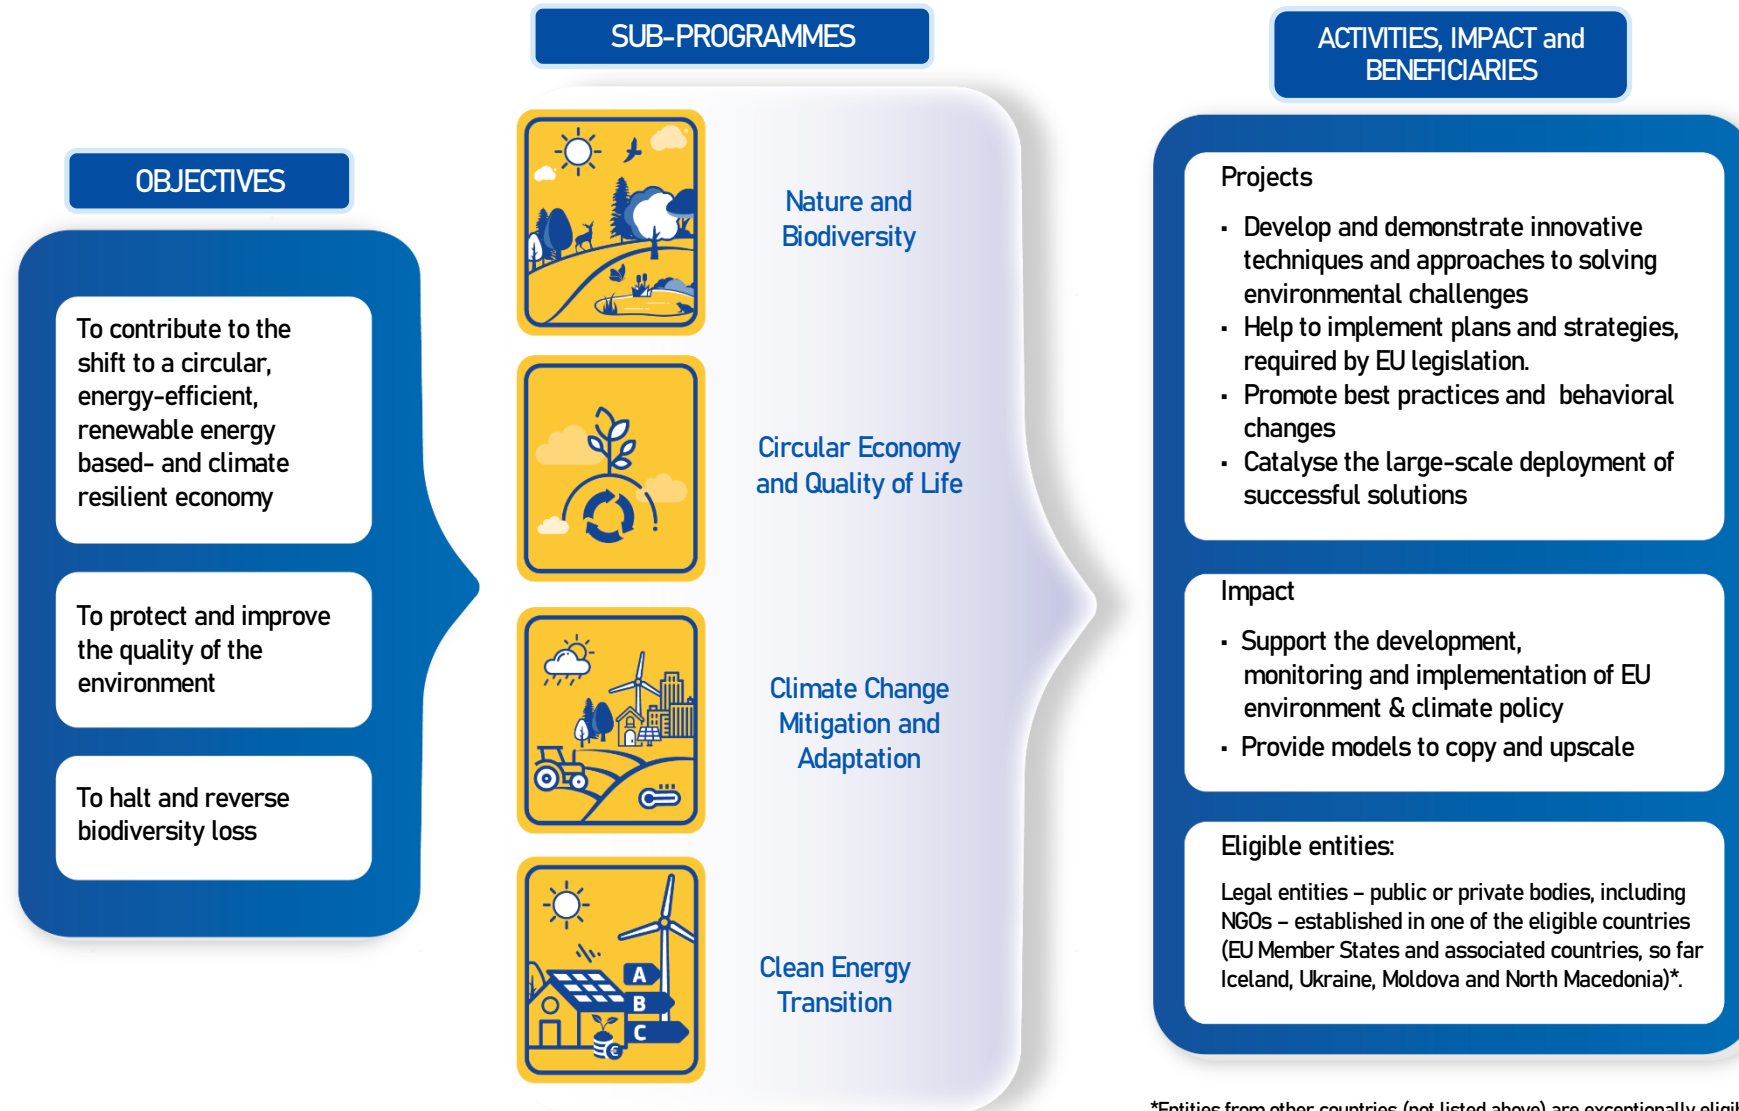 OBJECTIVES
To contribute to the
shift to a circular,
energy-efficient,
renewable energy
based- and climate
resilient economy
To protect and improve
the quality of the
environment
To halt and reverse
biodiversity loss
SUB-PROGRAMMES
Nature and
Biodiversity
Circular Economy
and Quality of Life
Climate Change
Mitigation and
Adaptation
A
B
C
€
Clean Energy
Transition
ACTIVITIES, IMPACT and
BENEFICIARIES
Projects
▪ Develop and demonstrate innovative
techniques and approaches to solving
environmental challenges
▪ Help to implement plans and strategies,
required by EU legislation.
▪ Promote best practices and behavioral
changes
▪ Catalyse the large-scale deployment of
successful solutions
Impact
▪ Support the development,
monitoring and implementation of EU
environment & climate policy
▪ Provide models to copy and upscale
Eligible entities:
Legal entities – public or private bodies, including
NGOs – established in one of the eligible countries
(EU Member States and associated countries, so far
Iceland, Ukraine, Moldova and North Macedonia)*.
*Entities from other countries (not listed above) are exceptionally